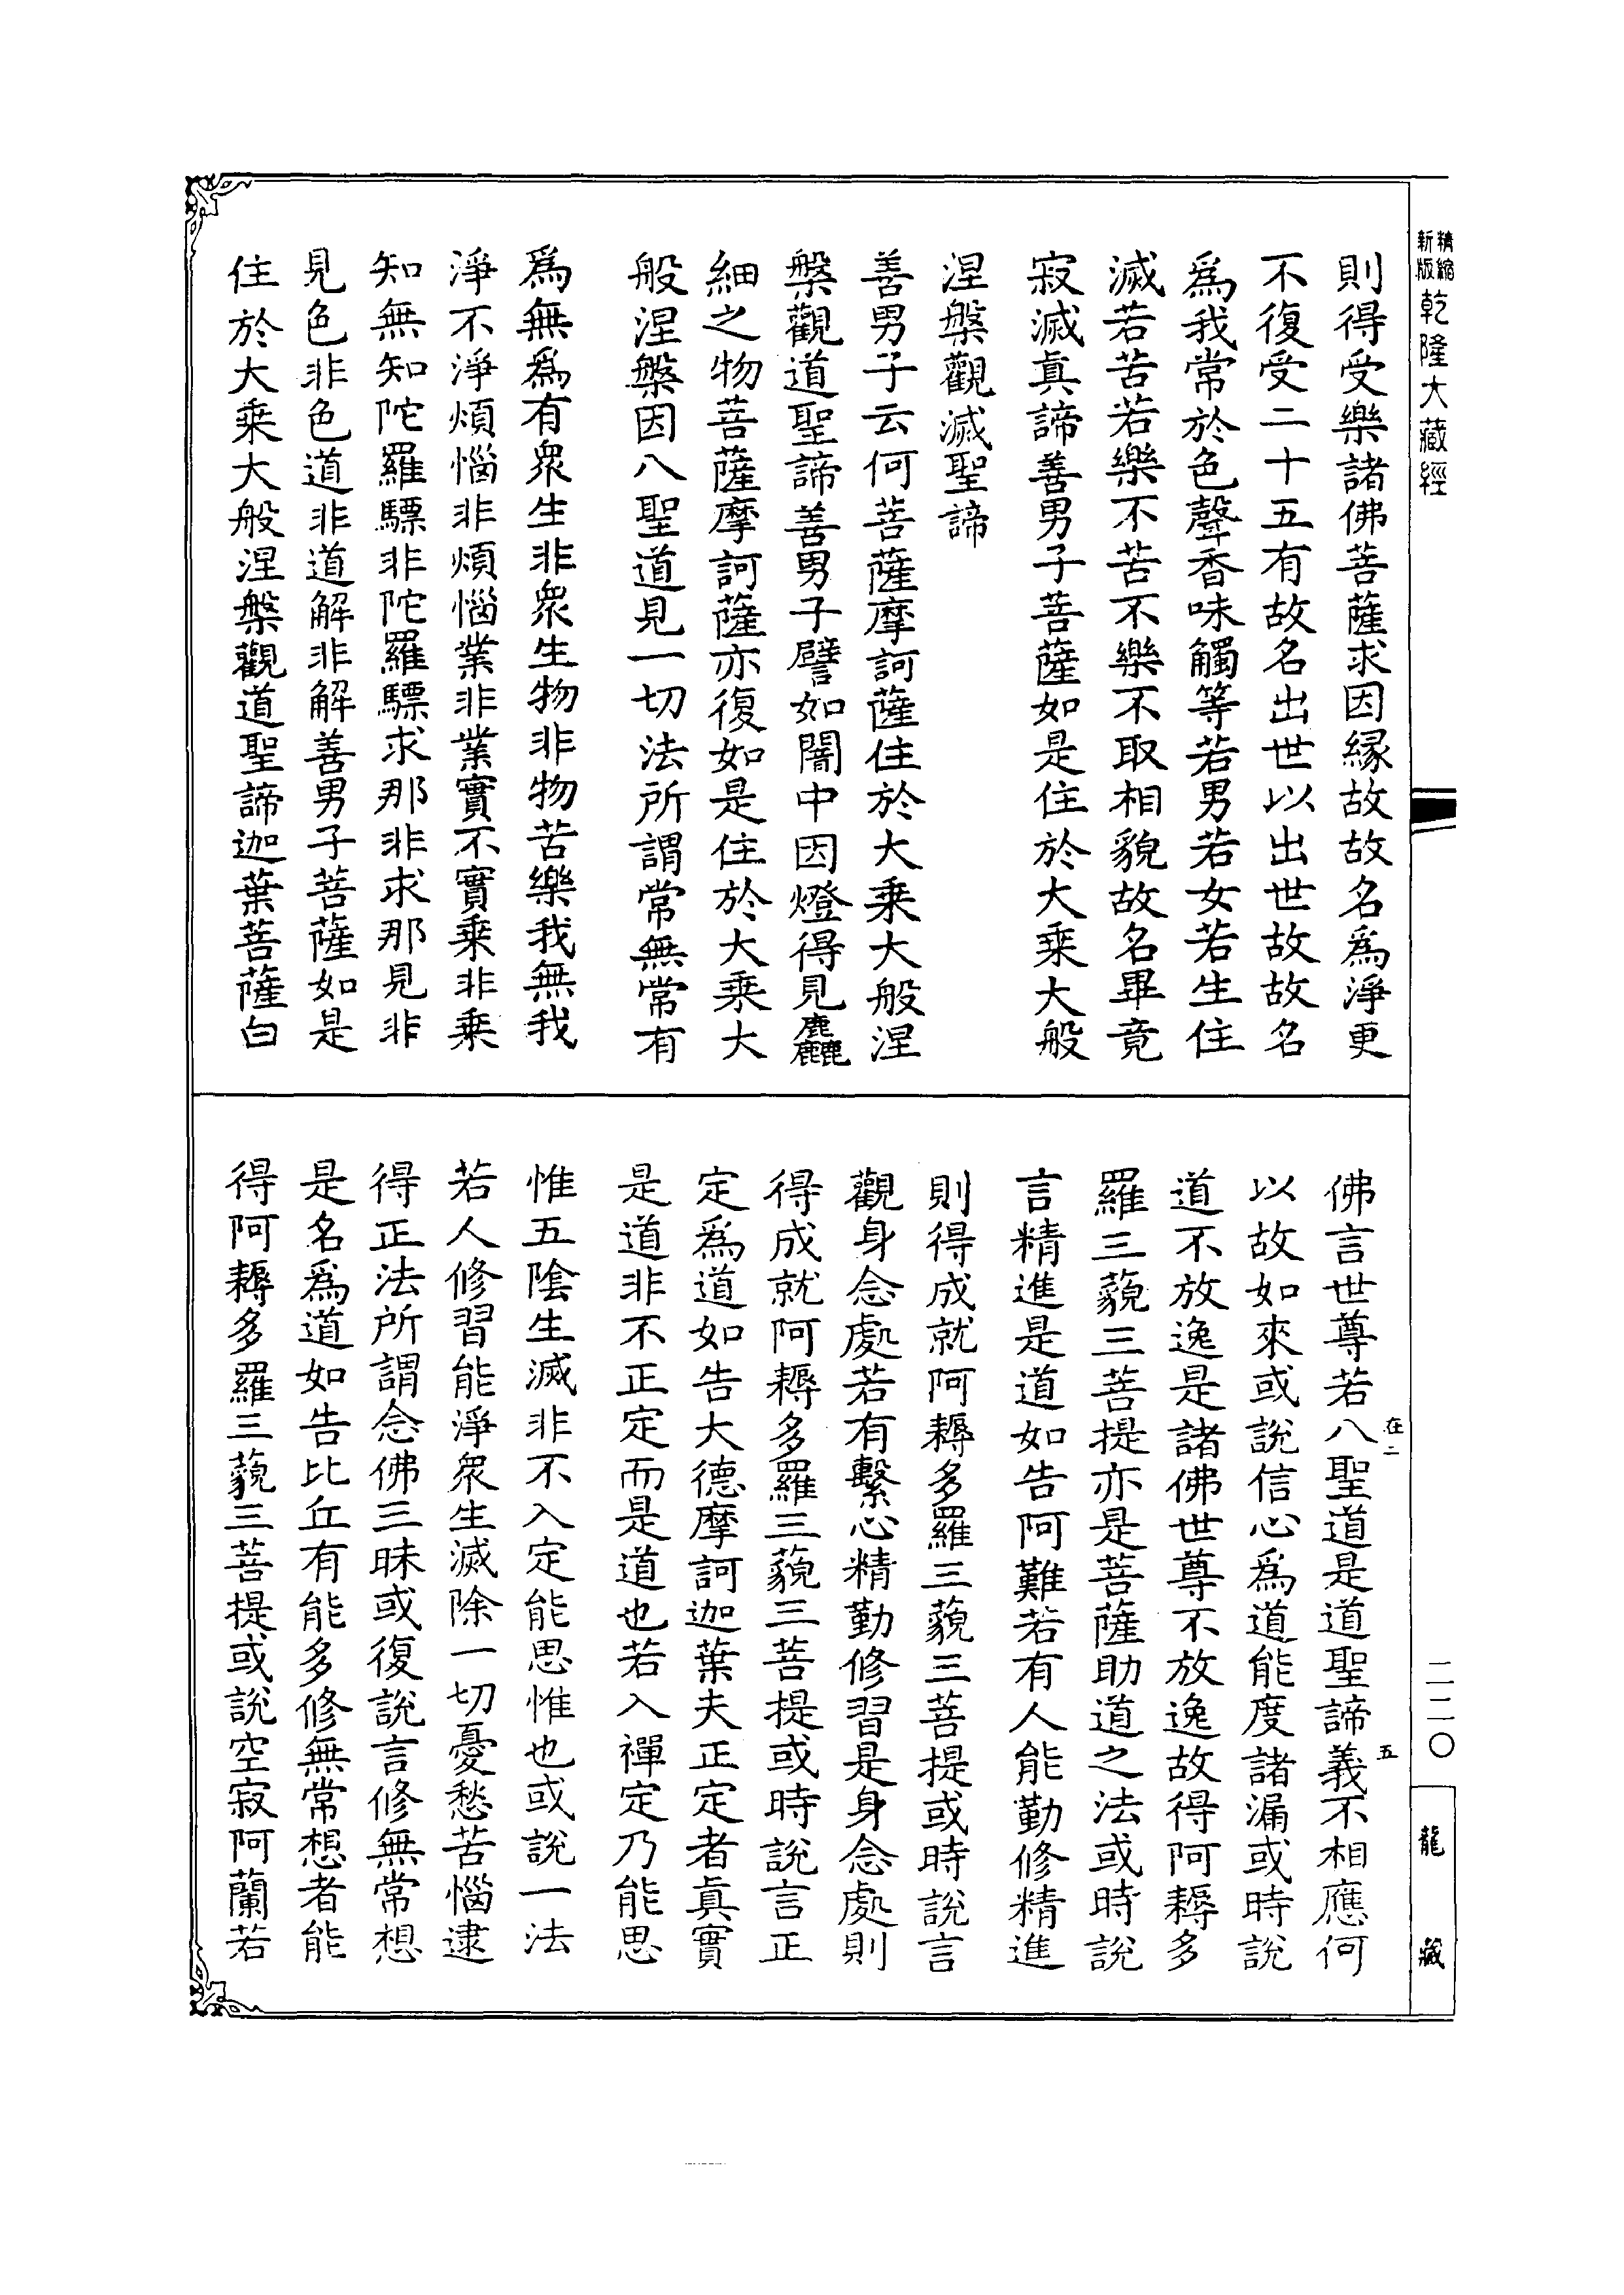 精縮
新版
乾隆大藏經
則得受樂諸佛菩薩求因緣故故名爲淨更
不復受二十五有故名出世以出世故故名
爲我常於色聲香味觸等若男若女若生住
滅若苦若樂不苦不樂不取相貌故名畢竟
寂滅真諦善男子菩薩如是住於大乘大般
涅槃觀滅聖諦
善男子云何菩薩摩訶薩住於大乘大般涅
槃觀道聖諦善男子譬如闇中因燈得見麤
細之物菩薩摩訶薩亦復如是住於大乘大
般涅槃因八聖道見一切法所謂常無常有
爲無爲有衆生非衆生物非物苦樂我無我
淨不淨煩惱非煩惱業非業實不實乘非乘
知無知陀羅驃非陀羅驃求那非求那見非
見色非色道非道解非解善男子菩薩如是
住於大乘大般涅槃觀道聖諦迦葉菩薩白
佛言世尊若八聖道是道聖諦義不相應何
以故如來或說信心爲道能度諸漏或時說
道不放逸是諸佛世尊不放逸故得阿耨多
羅三藐三菩提亦是菩薩助道之法或時說
言精進是道如告阿難若有人能勤修精進
則得成就阿耨多羅三藐三菩提或時說言
觀身念處若有繫心精勤修習是身念處則
得成就阿耨多羅三藐三菩提或時說言正
定爲道如告大德摩訶迦葉夫正定者真實
是道非不正定而是道也若入禪定乃能思
惟五陰生滅非不入定能思惟也或說一法
若人修習能淨衆生滅除一切憂愁苦惱逮
得正法所謂念佛三昧或復說言修無常想
是名爲道如告比丘有能多修無常想者能
得阿耨多羅三藐三菩提或說空寂阿蘭若
在二
五
二二〇
龍藏